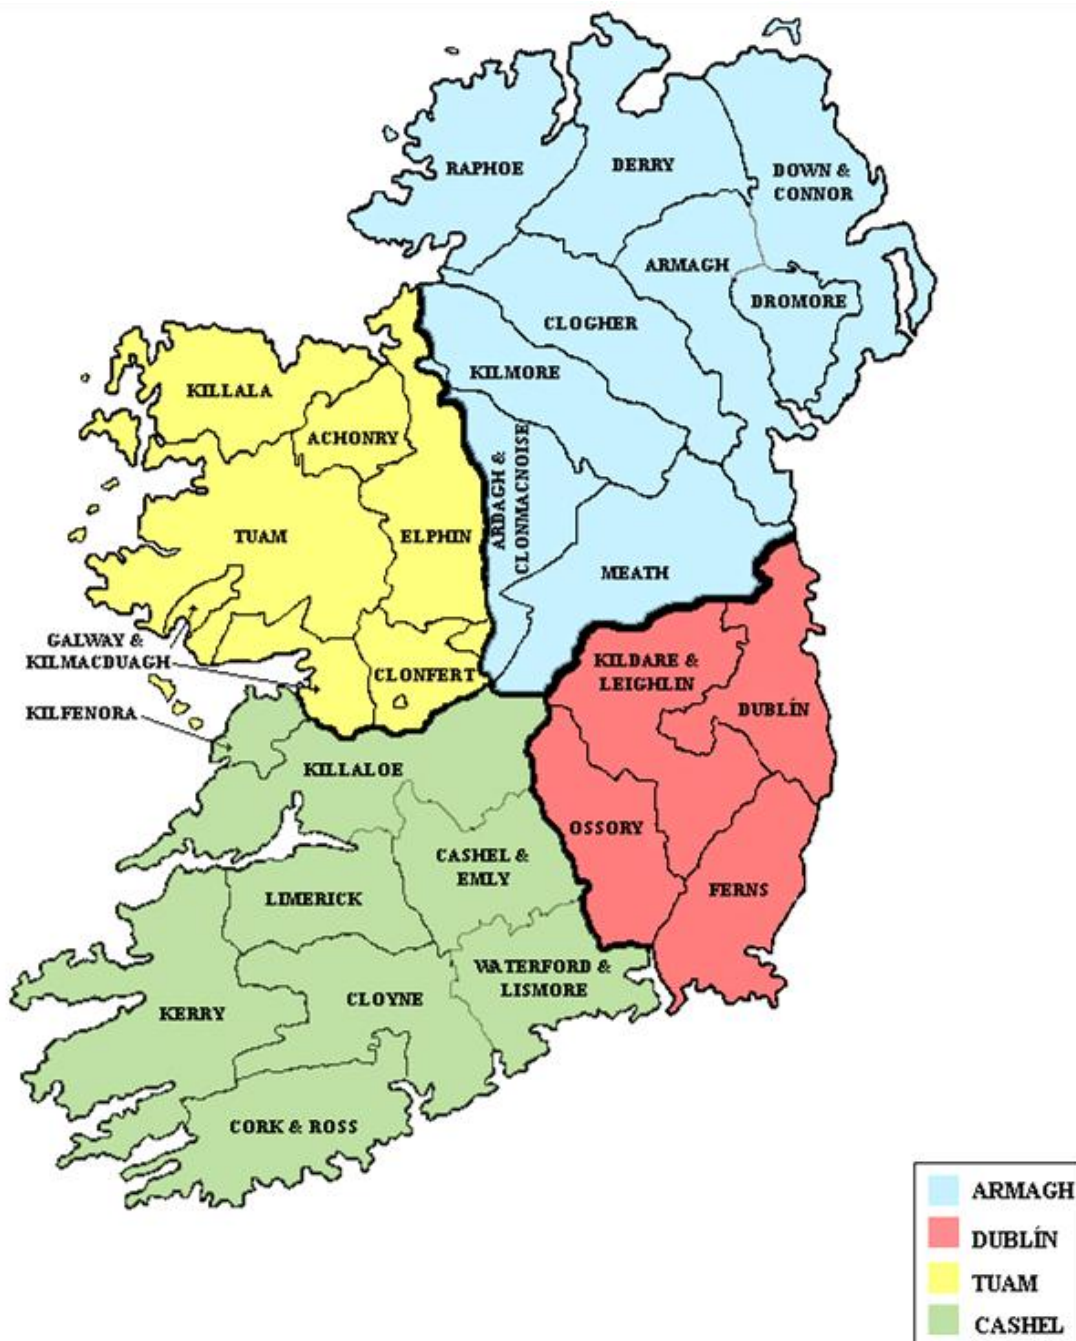 RAPHOE
DERRY
DOWN &
CONNOR
ARMAGH
DROMORE
CLOGHER
KILMORE
KILLALA
ACHONRY
ARDAGH &
CLONMACNOISE
TUAM
ELPHIN
MEATH
GALWAY &
KILMACDUAGH
CLONFERT
KILDARE &
LEIGHLIN
DUBLÍN
KILFENORA
KILLALOE
OSSORY
CASHEL &
EMLY
FERNS
LIMERICK
WATERFORD &
LISMORE
CLOYNE
KERRY
CORK & ROSS
ARMAGH
DUBLÍN
TUAM
CASHEL